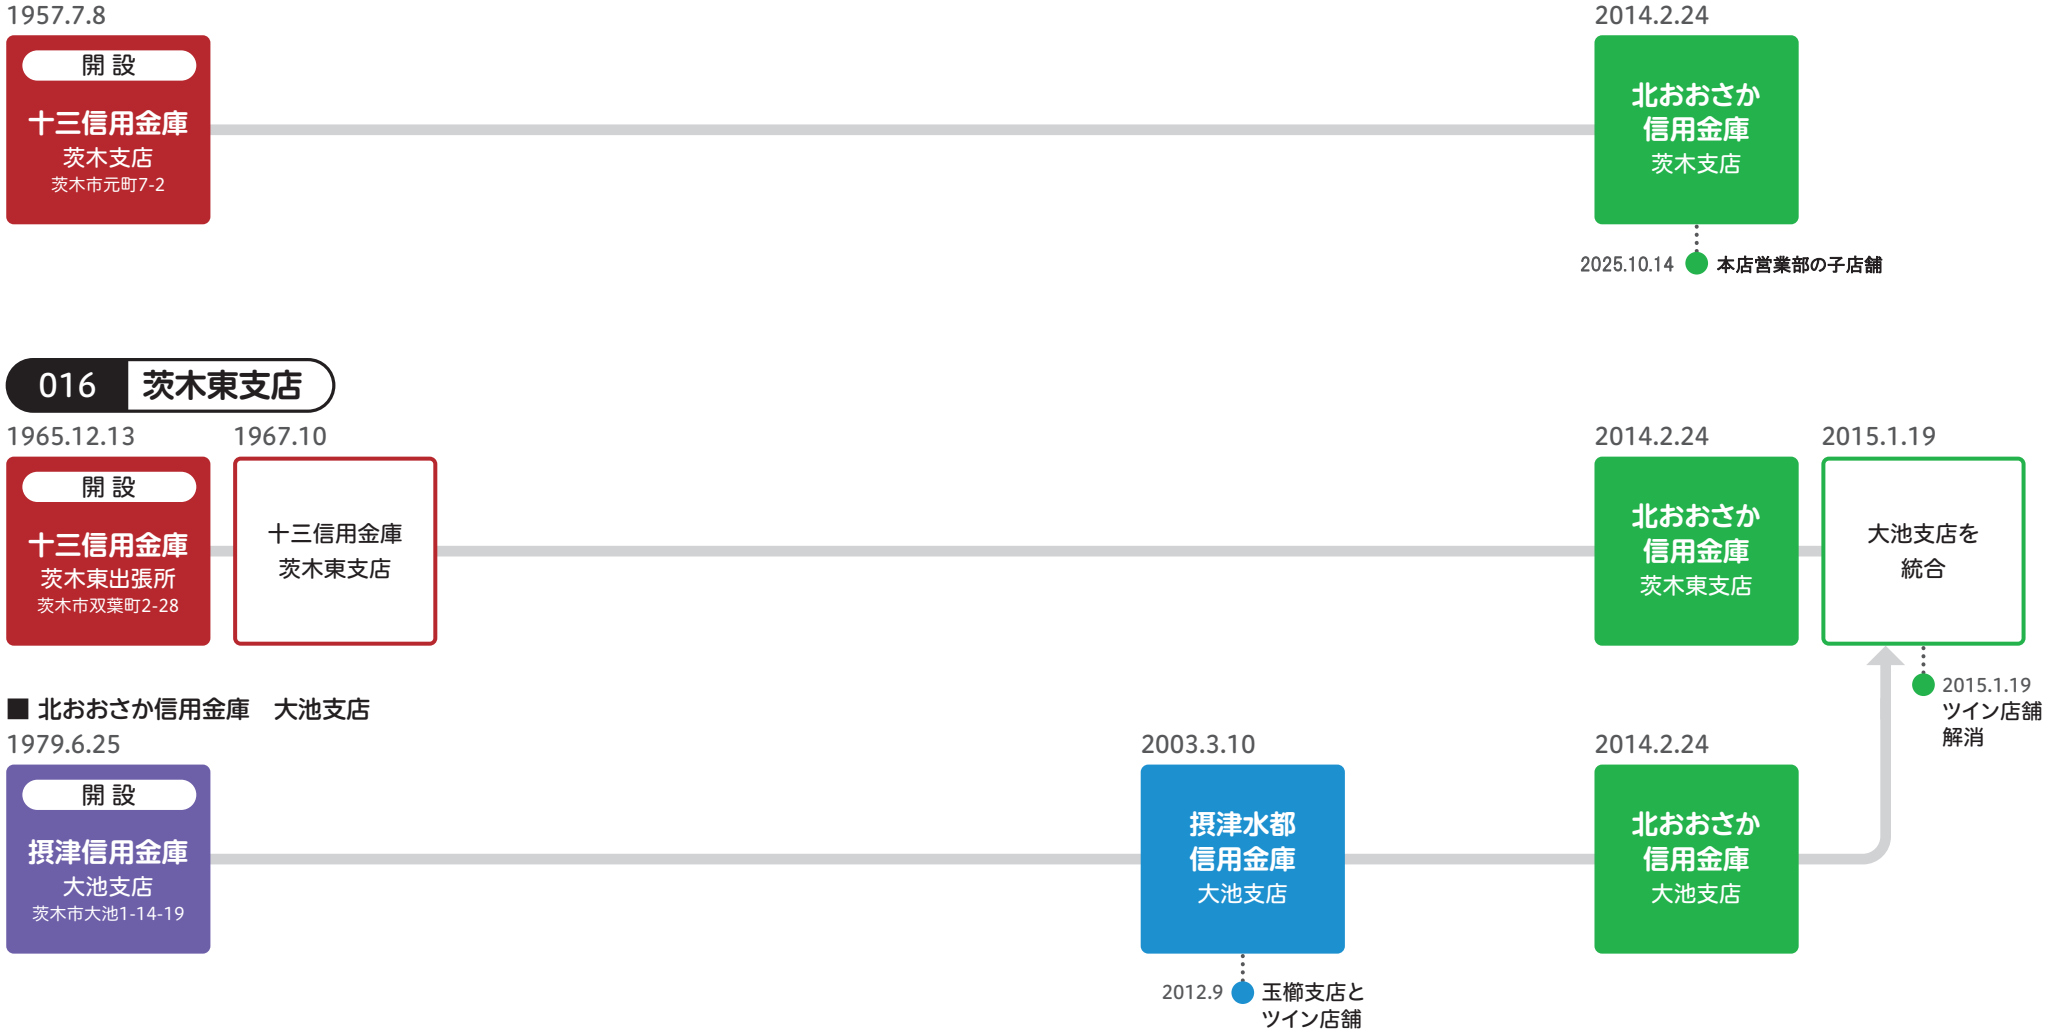 1957.7.8
開設
十三信用金庫
茨木支店
茨木市元町7-2
2014.2.24
北おおさか
信用金庫
茨木支店
2025.10.14 本店営業部の子店舗
016 茨木東支店
1965.12.13
開設
十三信用金庫
茨木東出張所
茨木市双葉町2-28
1967.10
十三信用金庫
茨木東支店
2014.2.24
北おおさか
信用金庫
茨木東支店
2015.1.19
大池支店を
統合
2015.1.19
ツイン店舗
解消
■ 北おおさか信用金庫　大池支店
1979.6.25
開設
摂津信用金庫
大池支店
茨木市大池1-14-19
2003.3.10
摂津水都
信用金庫
大池支店
2012.9 玉櫛支店と
ツイン店舗
2014.2.24
北おおさか
信用金庫
大池支店